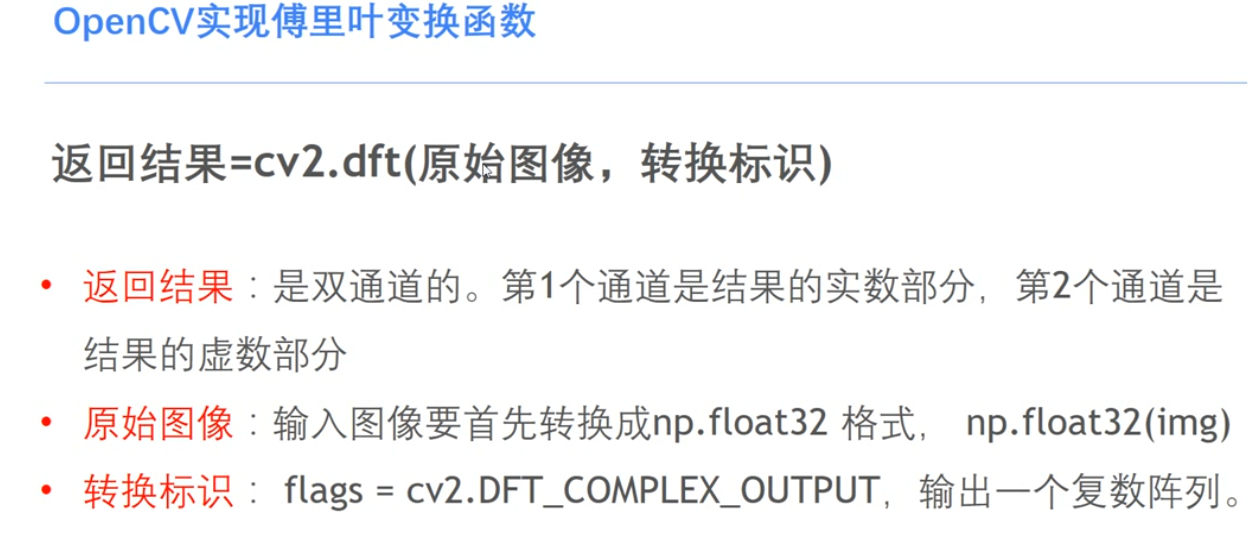 OpenCV实现傅里叶变换函数
返回结果=cv2.dft(原始图像，转换标识)
• 返回结果：是双通道的。第1个通道是结果的实数部分，第2个通道是
结果的虚数部分
• 原始图像：输入图像要首先转换成np.float32 格式， np.float32(img)
• 转换标识： flags = cv2.DFT_COMPLEX_OUTPUT，输出一个复数阵列。